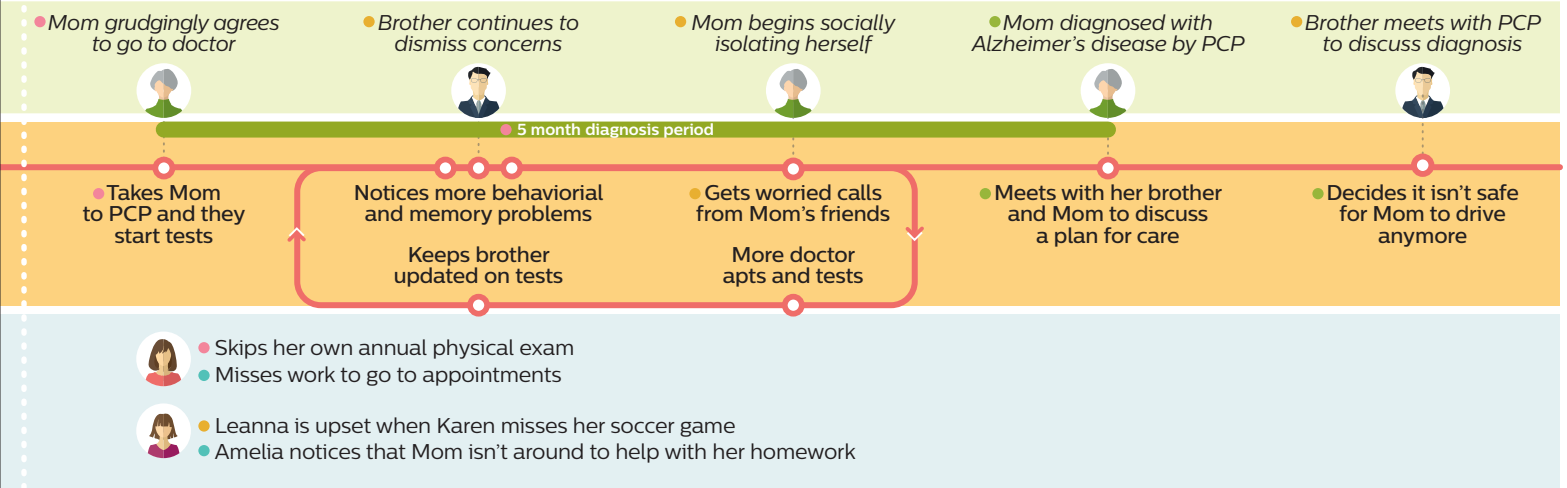 Mom grudgingly agrees
to go to doctor
Brother continues to
dismiss concerns
Mom begins socially
isolating herself
Mom diagnosed with
Alzheimer's disease by PCP
Brother meets with PCP
to discuss diagnosis
5 month diagnosis period
Takes Mom
to PCP and they
start tests
Notices more behaviorial
and memory problems
Keeps brother
updated on tests
Gets worried calls
from Mom's friends
More doctor
apts and tests
Meets with her brother
and Mom to discuss
a plan for care
Decides it isn't safe
for Mom to drive
anymore
Skips her own annual physical exam
Misses work to go to appointments
Leanna is upset when Karen misses her soccer game
Amelia notices that Mom isn't around to help with her homework